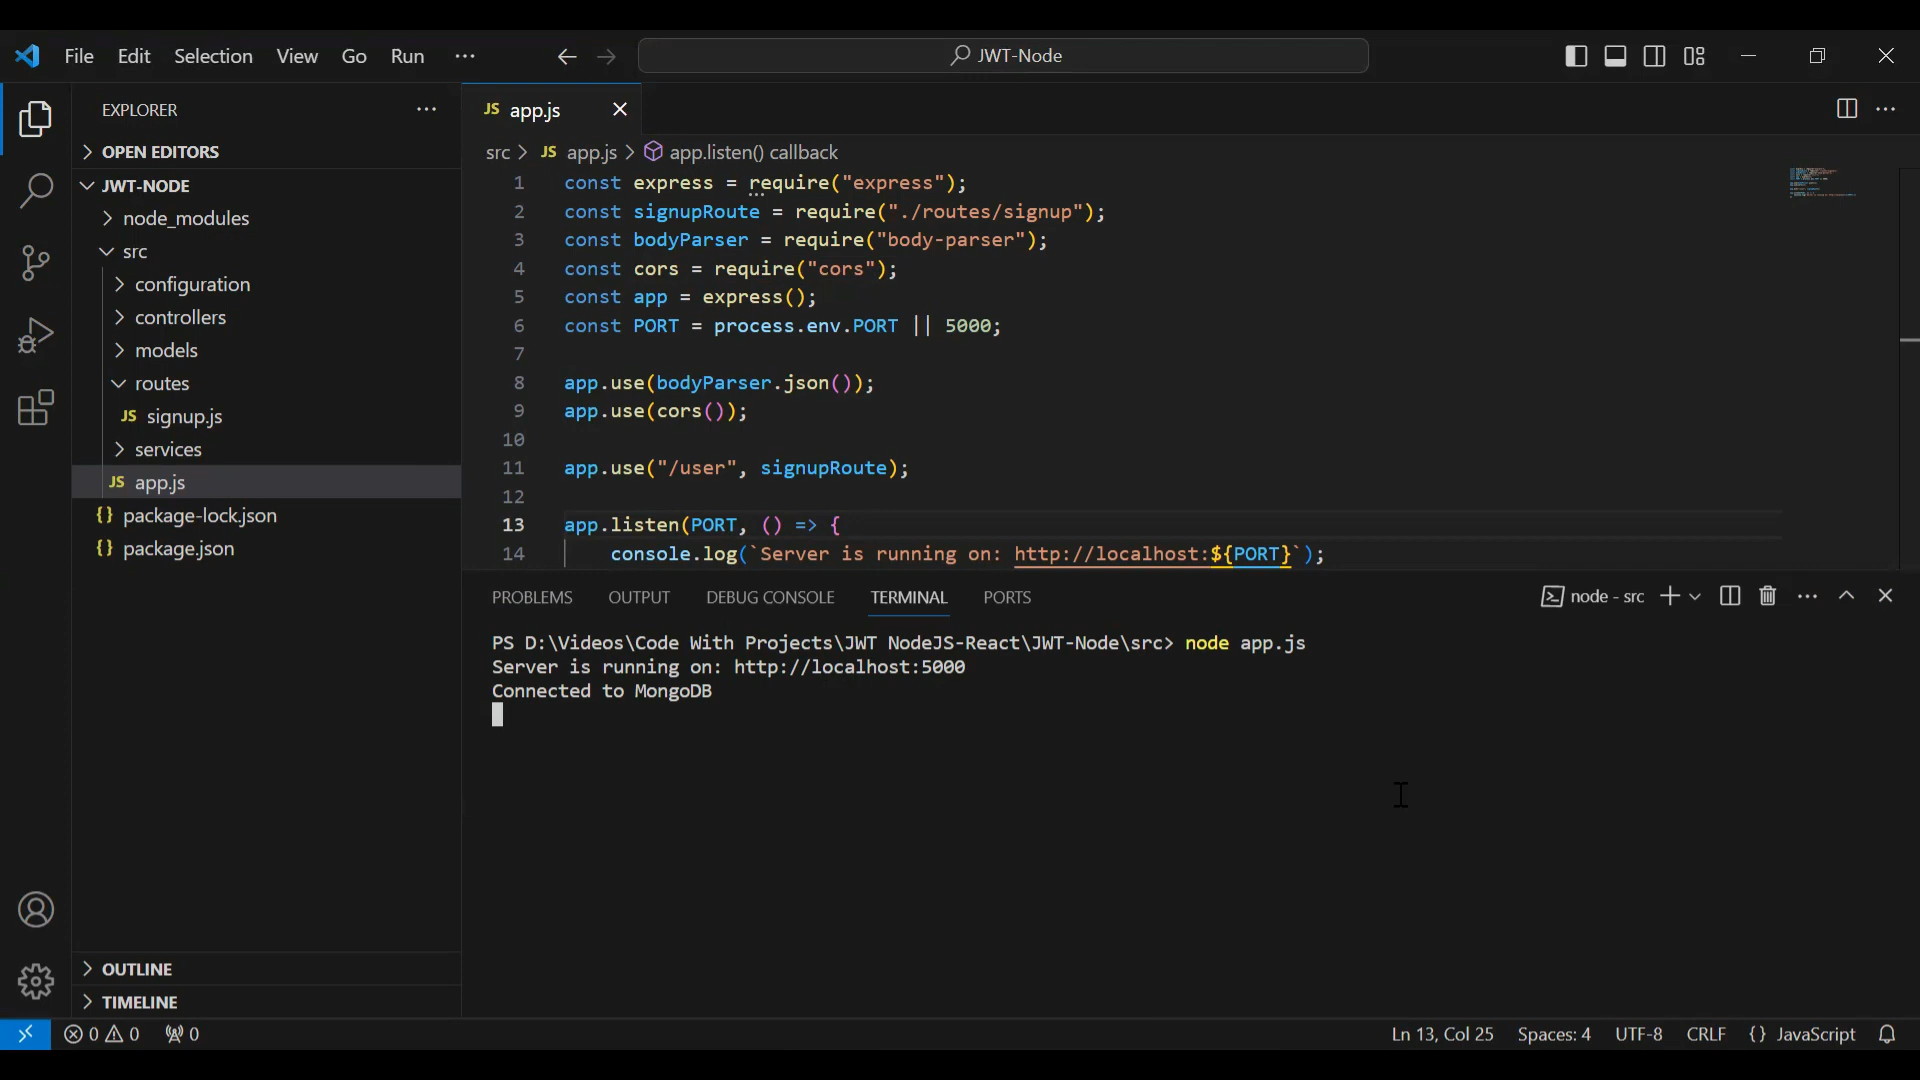 File Edit Selection View Go Run ··· JWT-Node
EXPLORER ···
OPEN EDITORS
JWT-NODE
node_modules
src
configuration
controllers
models
routes
JS signup.js
services
JS app.js
{} package-lock.json
{} package.json
OUTLINE
TIMELINE
JS app.js
src > JS app.js > app.listen() callback
1 const express = require("express");
2 const signupRoute = require("./routes/signup");
3 const bodyParser = require("body-parser");
4 const cors = require("cors");
5 const app = express();
6 const PORT = process.env.PORT || 5000;
7
8 app.use(bodyParser.json());
9 app.use(cors());
10
11 app.use("/user", signupRoute);
12
13 app.listen(PORT, () => {
14 console.log(`Server is running on: http://localhost:${PORT}`);
PROBLEMS OUTPUT DEBUG CONSOLE TERMINAL PORTS node - src
PS D:\Videos\Code With Projects\JWT NodeJS-React\JWT-Node\src> node app.js
Server is running on: http://localhost:5000
Connected to MongoDB
0 0 0 Ln 13, Col 25 Spaces: 4 UTF-8 CRLF {} JavaScript